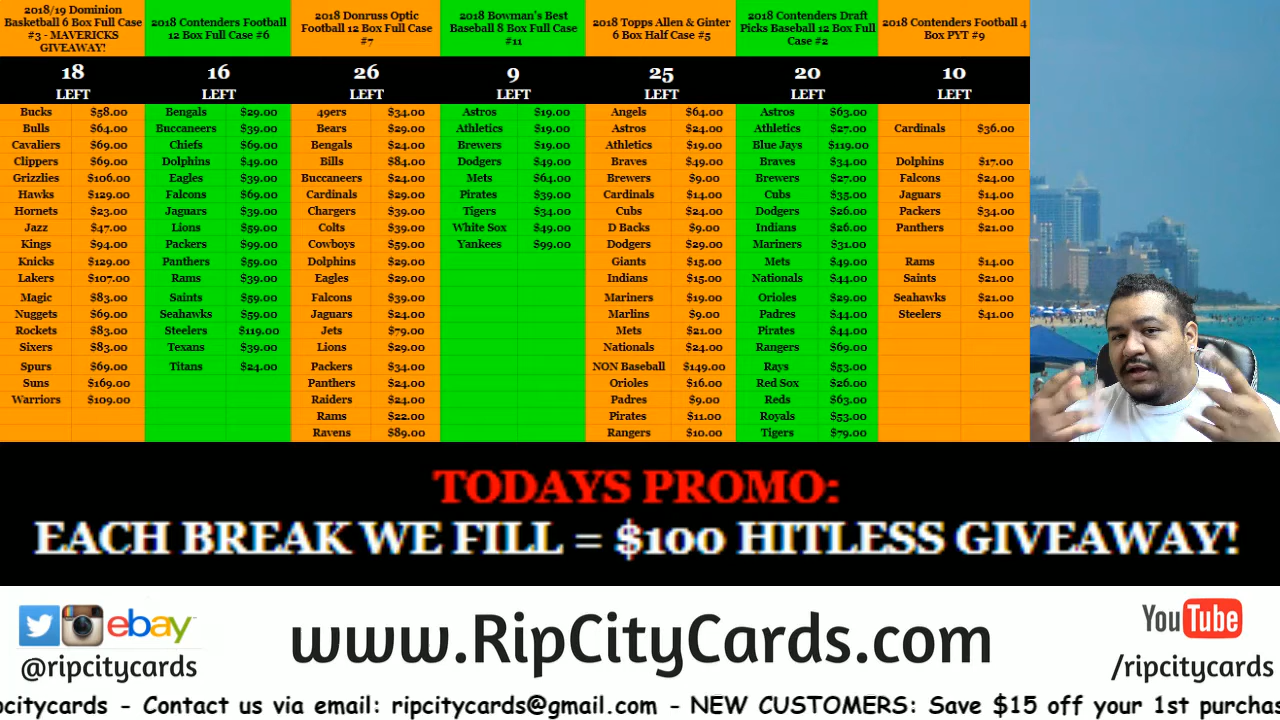 2018/19 Dominion
Basketball 6 Box Full Case
#3 - MAVERICKS
GIVEAWAY!
18
LEFT
Bucks $58.00
Bulls $64.00
Cavaliers $69.00
Clippers $69.00
Grizzlies $106.00
Hawks $129.00
Hornets $23.00
Jazz $47.00
Kings $94.00
Knicks $129.00
Lakers $107.00
Magic $83.00
Nuggets $69.00
Rockets $83.00
Sixers $83.00
Spurs $69.00
Suns $169.00
Warriors $109.00
2018 Contenders Football
12 Box Full Case #6
16
LEFT
Bengals $29.00
Buccaneers $39.00
Chiefs $69.00
Dolphins $49.00
Eagles $39.00
Falcons $69.00
Jaguars $39.00
Lions $59.00
Packers $99.00
Panthers $59.00
Rams $39.00
Saints $59.00
Seahawks $59.00
Steelers $119.00
Texans $39.00
Titans $24.00
2018 Donruss Optic
Football 12 Box Full Case
#7
26
LEFT
49ers $34.00
Bears $29.00
Bengals $24.00
Bills $84.00
Buccaneers $24.00
Cardinals $29.00
Chargers $39.00
Colts $39.00
Cowboys $59.00
Dolphins $29.00
Eagles $29.00
Falcons $39.00
Jaguars $24.00
Jets $79.00
Lions $29.00
Packers $34.00
Panthers $24.00
Raiders $24.00
Rams $22.00
Ravens $89.00
2018 Bowman's Best
Baseball 8 Box Full Case
#11
9
LEFT
Astros $19.00
Athletics $19.00
Brewers $19.00
Dodgers $49.00
Mets $64.00
Pirates $39.00
Tigers $34.00
White Sox $49.00
Yankees $99.00
2018 Topps Allen & Ginter
6 Box Half Case #5
25
LEFT
Angels $64.00
Astros $24.00
Athletics $19.00
Braves $49.00
Brewers $9.00
Cardinals $14.00
Cubs $24.00
D Backs $9.00
Dodgers $29.00
Giants $15.00
Indians $15.00
Mariners $19.00
Marlins $9.00
Mets $21.00
Nationals $24.00
NON Baseball $149.00
Orioles $16.00
Padres $9.00
Pirates $11.00
Rangers $10.00
2018 Contenders Draft
Picks Baseball 12 Box Full
Case #2
20
LEFT
Astros $63.00
Athletics $27.00
Blue Jays $119.00
Braves $34.00
Brewers $27.00
Cubs $35.00
Dodgers $26.00
Indians $26.00
Mariners $31.00
Mets $49.00
Nationals $44.00
Orioles $29.00
Padres $44.00
Pirates $44.00
Rangers $69.00
Rays $53.00
Red Sox $26.00
Reds $63.00
Royals $53.00
Tigers $79.00
2018 Contenders Football 4
Box PYT #9
10
LEFT
Cardinals $36.00
Dolphins $17.00
Falcons $24.00
Jaguars $14.00
Packers $34.00
Panthers $21.00
Rams $14.00
Saints $21.00
Seahawks $21.00
Steelers $41.00
TODAYS PROMO:
EACH BREAK WE FILL = $100 HITLESS GIVEAWAY!
ebay
@ripcitycards
www.RipCityCards.com
YouTube
/ripcitycards
pcitycards - Contact us via email: ripcitycards@gmail.com - NEW CUSTOMERS: Save $15 off your 1st purchas